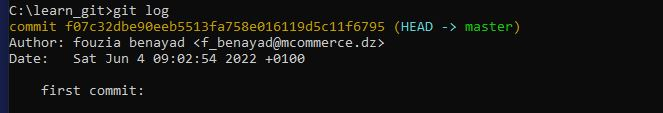 C:\learn_git>git log
commit f07c32dbe90eeb5513fa758e016119d5c11f6795 (HEAD -> master)
Author: fouzia benayad <f_benayad@mcommerce.dz>
Date:   Sat Jun 4 09:02:54 2022 +0100

    first commit: